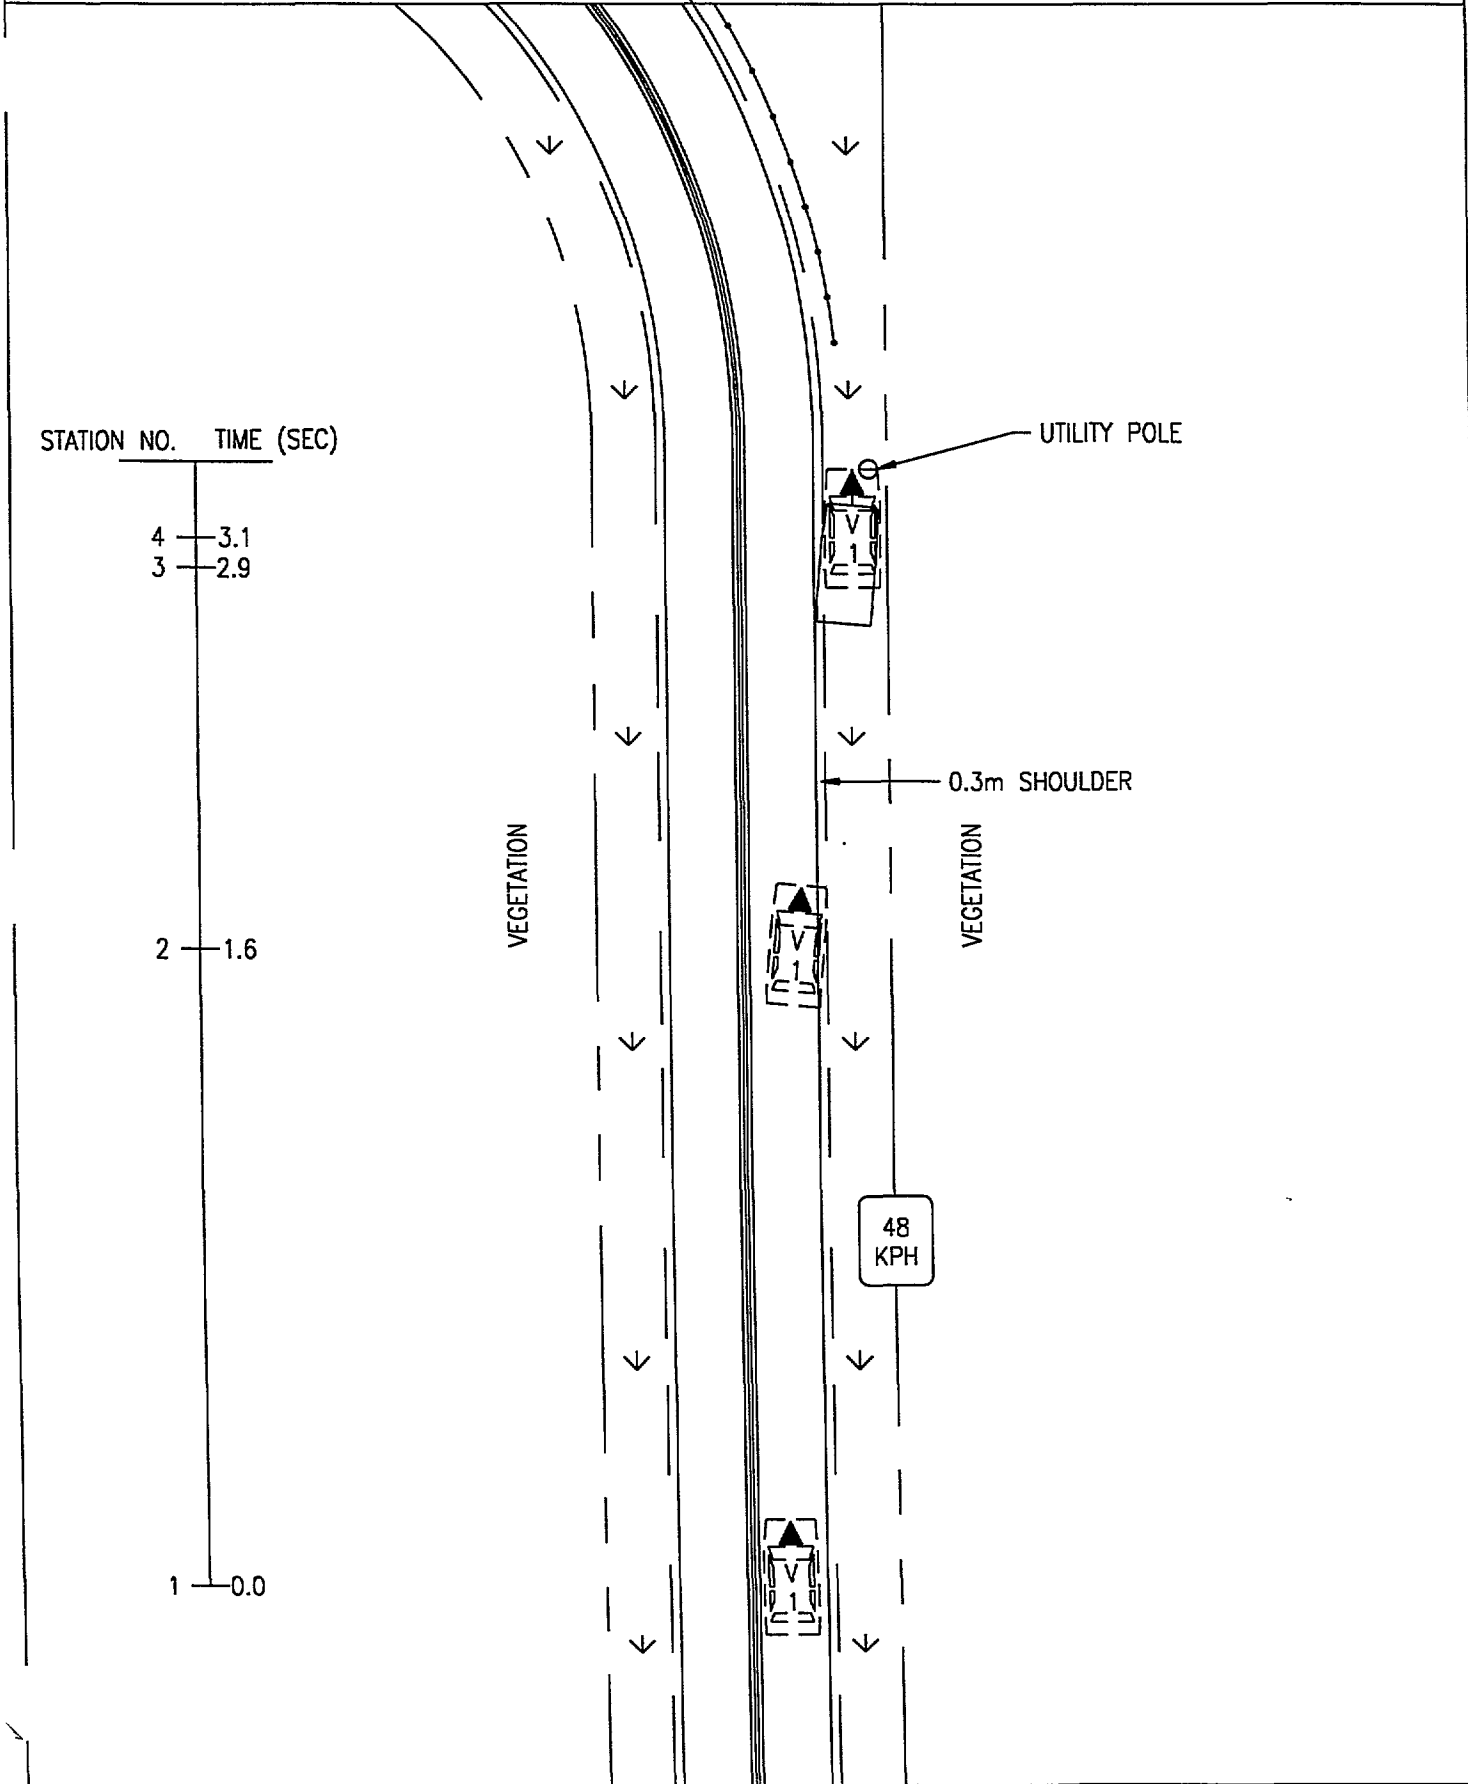 STATION NO. TIME (SEC)
UTILITY POLE
4 3.1
3 2.9
V
1
0.3m SHOULDER
VEGETATION
VEGETATION
2 1.6
V
1
48
KPH
1 0.0
V
1